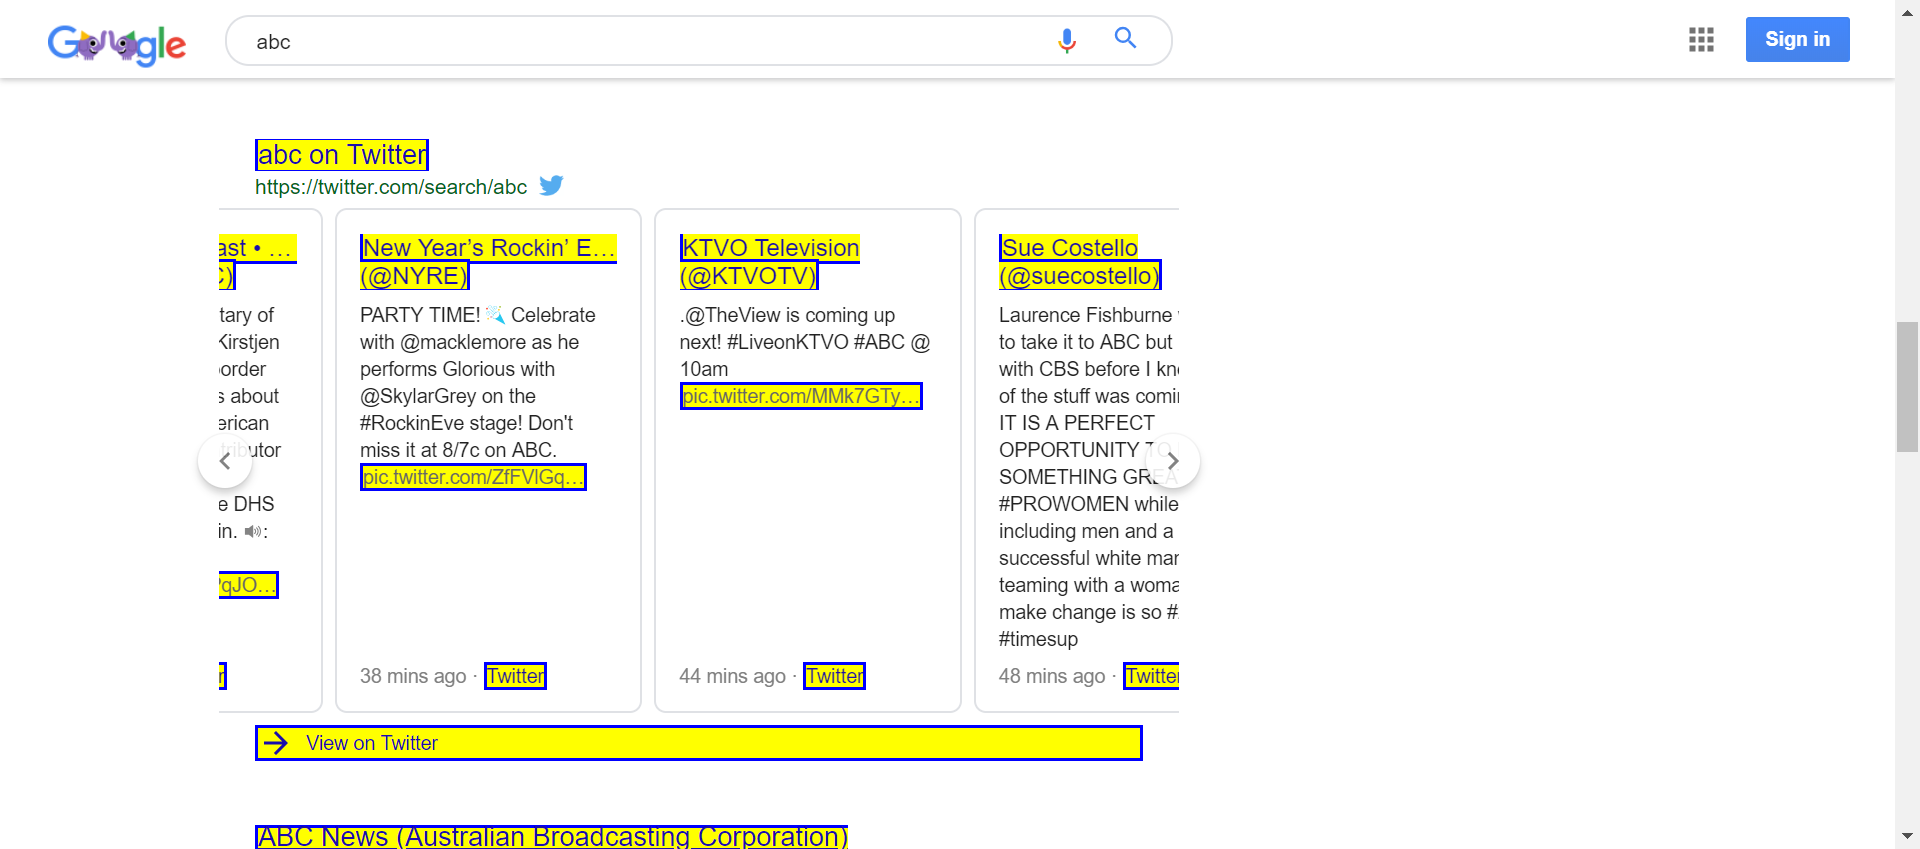 Google
abc
Sign in
abc on Twitter
https://twitter.com/search/abc
ast • …
C)
tary of
Kirstjen
order
s about
erican
tributor
e DHS
in. 🔊:
qJO…
r
New Year’s Rockin’ E…
(@NYRE)
PARTY TIME! 🎉 Celebrate
with @macklemore as he
performs Glorious with
@SkylarGrey on the
#RockinEve stage! Don't
miss it at 8/7c on ABC.
pic.twitter.com/ZfFVlGq…
38 mins ago · Twitter
KTVO Television
(@KTVOTV)
.@TheView is coming up
next! #LiveonKTVO #ABC @
10am
pic.twitter.com/MMk7GTy…
44 mins ago · Twitter
Sue Costello
(@suecostello)
Laurence Fishburne
to take it to ABC but
with CBS before I kn
of the stuff was comi
IT IS A PERFECT
OPPORTUNITY TO
SOMETHING GREA
#PROWOMEN while
including men and a
successful white man
teaming with a woma
make change is so #
#timesup
48 mins ago · Twitter
View on Twitter
ABC News (Australian Broadcasting Corporation)